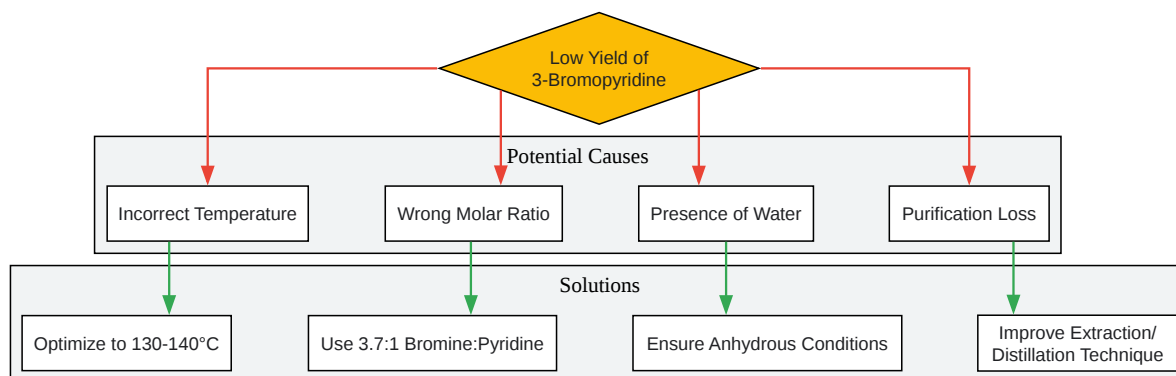 Low Yield of
3-Bromopyridine
Potential Causes
Incorrect Temperature
Wrong Molar Ratio
Presence of Water
Purification Loss
Solutions
Optimize to 130-140°C
Use 3.7:1 Bromine:Pyridine
Ensure Anhydrous Conditions
Improve Extraction/
Distillation Technique